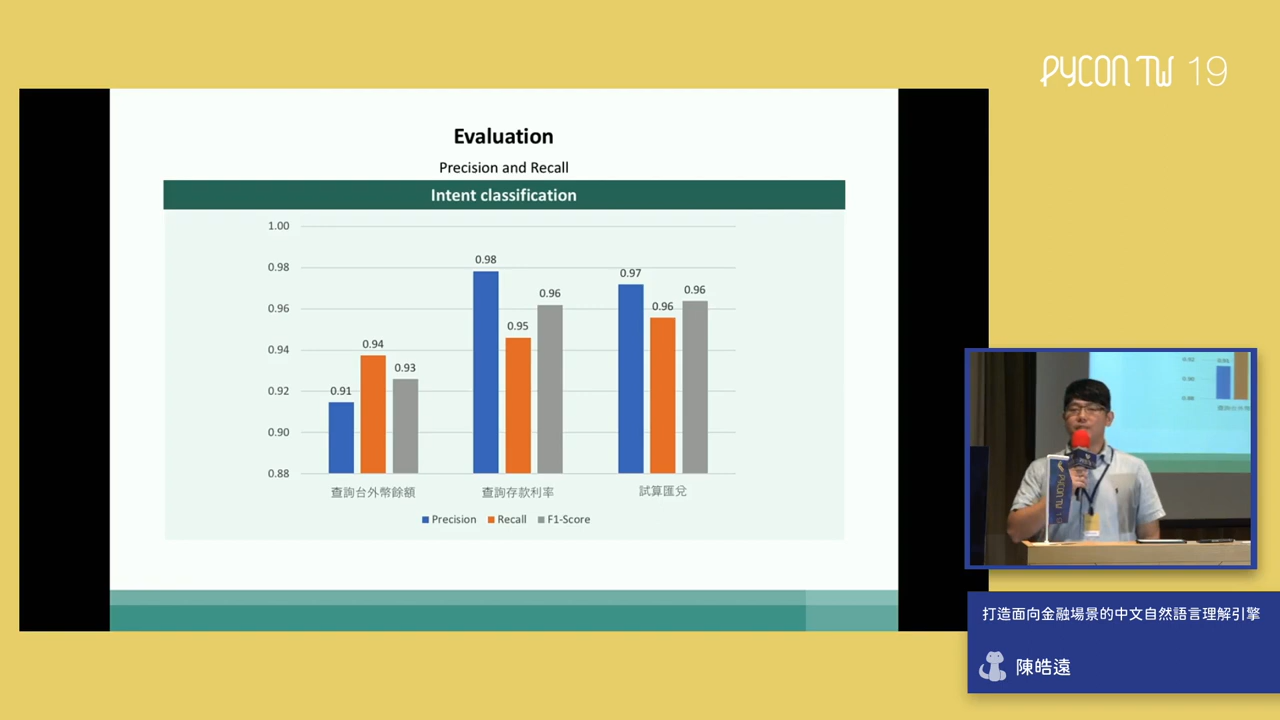 PYCON TW 19
Evaluation
Precision and Recall
Intent classification
1.00
0.98
0.96
0.94
0.92
0.90
0.88
0.91
0.94
0.93
0.98
0.95
0.96
0.97
0.96
0.96
查詢台外幣餘額
查詢存款利率
試算匯兌
Precision
Recall
F1-Score
打造面向金融場景的中文自然語言理解引擎
陳皓遠